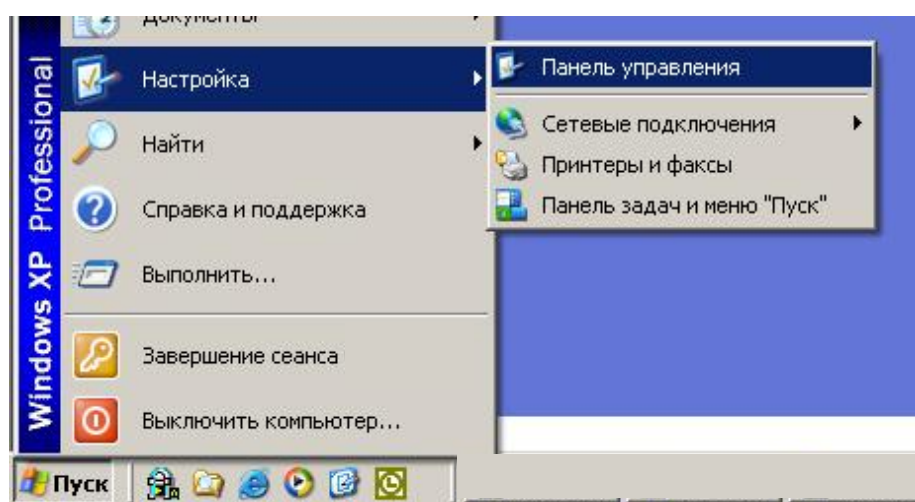 Документы
Настройка
Найти
Справка и поддержка
Выполнить...
Завершение сеанса
Выключить компьютер...
Windows XP Professional
Панель управления
Сетевые подключения
Принтеры и факсы
Панель задач и меню "Пуск"
Пуск